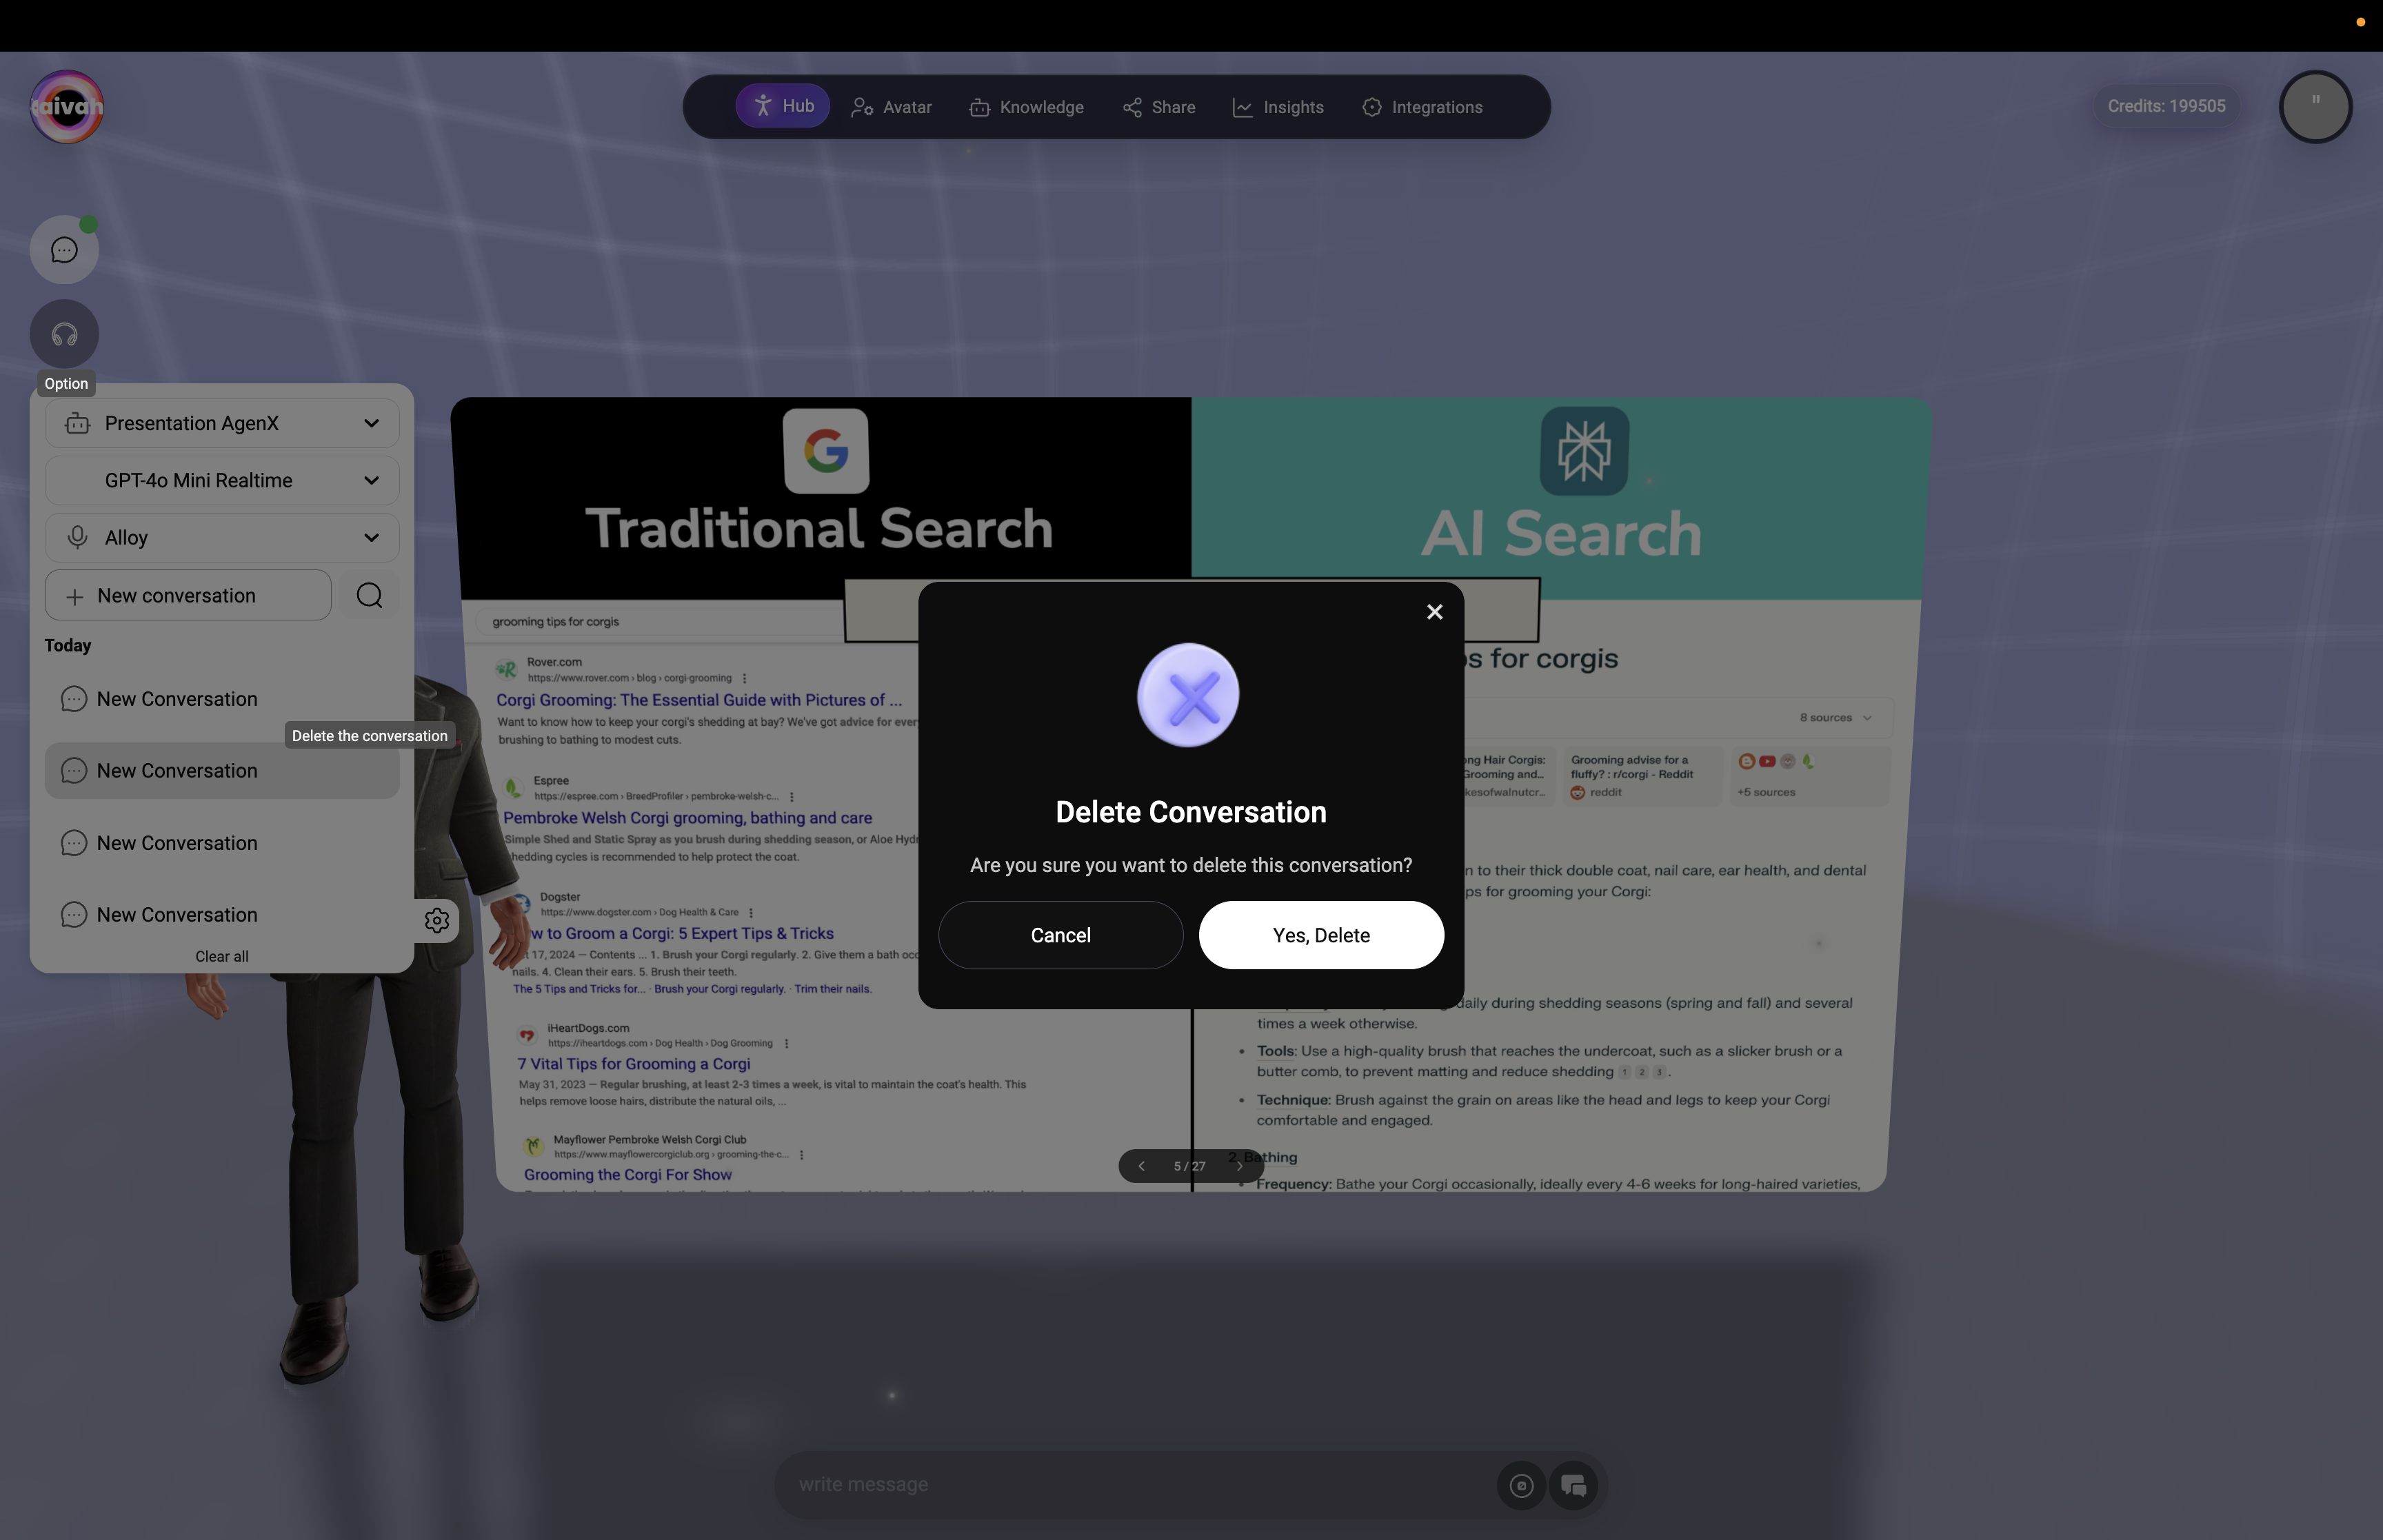 aivah
Hub
Avatar
Knowledge
Share
Insights
Integrations
Credits: 199505
"
Option
Presentation AgenX
GPT-4o Mini Realtime
Alloy
New conversation
Today
New Conversation
Delete the conversation
New Conversation
New Conversation
New Conversation
Clear all
Traditional Search
grooming tips for corgis
Rover.com
https://www.rover.com › blog › corgi-grooming
Corgi Grooming: The Essential Guide with Pictures of ...
Want to know how to keep your corgi's shedding at bay? We've got advice for
brushing to bathing to modest cuts.
Espree
https://espree.com › BreedProfiler › pembroke-welsh-c...
Pembroke Welsh Corgi grooming, bathing and care
Simple Shed and Static Spray as you brush during shedding season, or Aloe
hedding cycles is recommended to help protect the coat.
Dogster
https://www.dogster.com › Dog Health & Care
w to Groom a Corgi: 5 Expert Tips & Tricks
17, 2024 — Contents ... 1. Brush your Corgi regularly. 2. Give them a bath
nails. 4. Clean their ears. 5. Brush their teeth.
The 5 Tips and Tricks for... · Brush your Corgi regularly. · Trim their nails.
iHeartDogs.com
https://iheartdogs.com › Dog Health › Dog Grooming
7 Vital Tips for Grooming a Corgi
May 31, 2023 — Regular brushing, at least 2-3 times a week, is vital to maintain the coat's health. This
helps remove loose hairs, distribute the natural oils, ...
Mayflower Pembroke Welsh Corgi Club
https://www.mayflowercorgiclub.org › grooming-the-c...
Grooming the Corgi For Show
AI Search
ps for corgis
8 sources
ong Hair Corgis:
Grooming and...
kesofwalnutcr...
Grooming advise for a
fluffy? : r/corgi - Reddit
reddit
+5 sources
n to their thick double coat, nail care, ear health, and dental
ps for grooming your Corgi:
daily during shedding seasons (spring and fall) and several
times a week otherwise.
• Tools: Use a high-quality brush that reaches the undercoat, such as a slicker brush or a
butter comb, to prevent matting and reduce shedding 1 2 3 .
• Technique: Brush against the grain on areas like the head and legs to keep your Corgi
comfortable and engaged.
2. Bathing
• Frequency: Bathe your Corgi occasionally, ideally every 4-6 weeks for long-haired varieties,
5 / 27
Delete Conversation
Are you sure you want to delete this conversation?
Cancel
Yes, Delete
write message